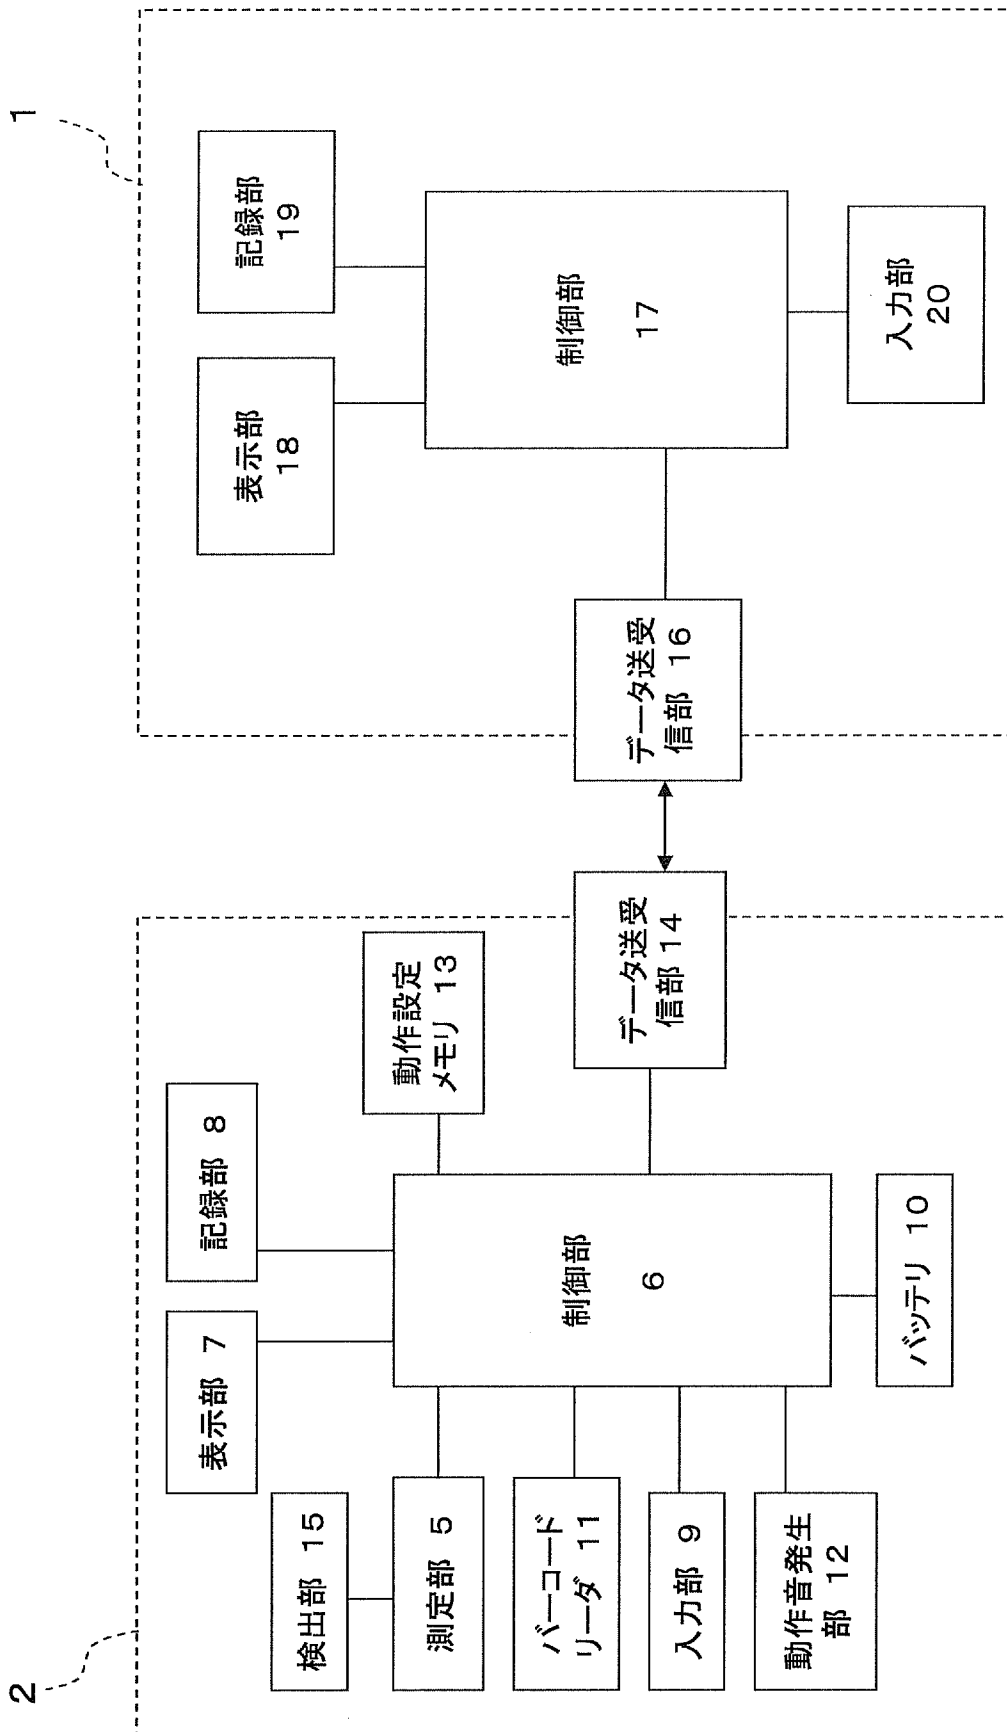 2
1
表示部 7
記録部 8
検出部 15
測定部 5
バーコード
リーダ 11
入力部 9
動作音発生
部 12
制御部
6
動作設定
メモリ 13
バッテリ 10
データ送受
信部 14
データ送受
信部 16
表示部
18
記録部
19
制御部
17
入力部
20